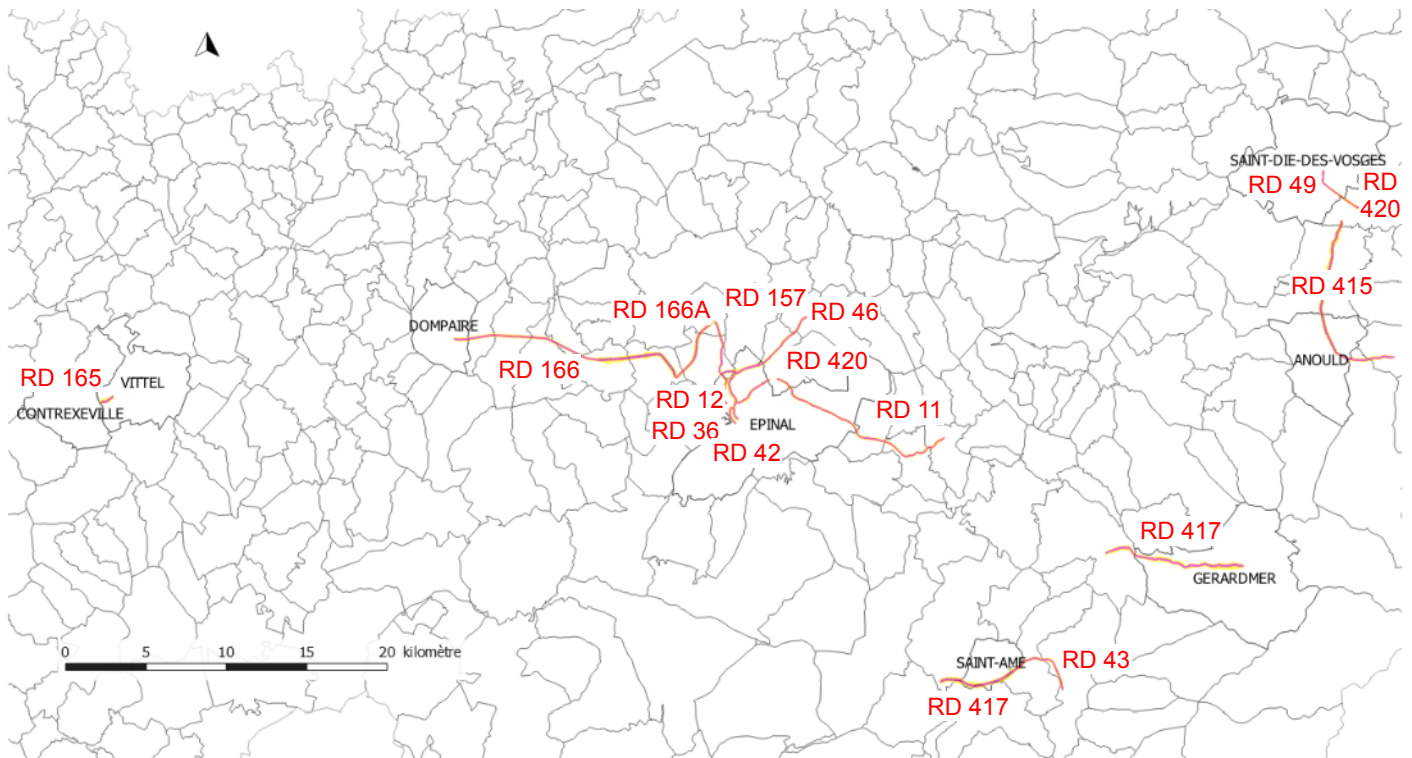 SAINT-DIE-DES-VOSGES
RD 49
RD
420
RD 415
ANOULD
RD 166A
RD 157
RD 46
DOMPAIRE
RD 166
RD 420
RD 165
VITTEL
CONTREXEVILLE
RD 12
RD 11
RD 36
EPINAL
RD 42
RD 417
GERARDMER
0 5 10 15 20 kilomètre
SAINT-AME
RD 43
RD 417